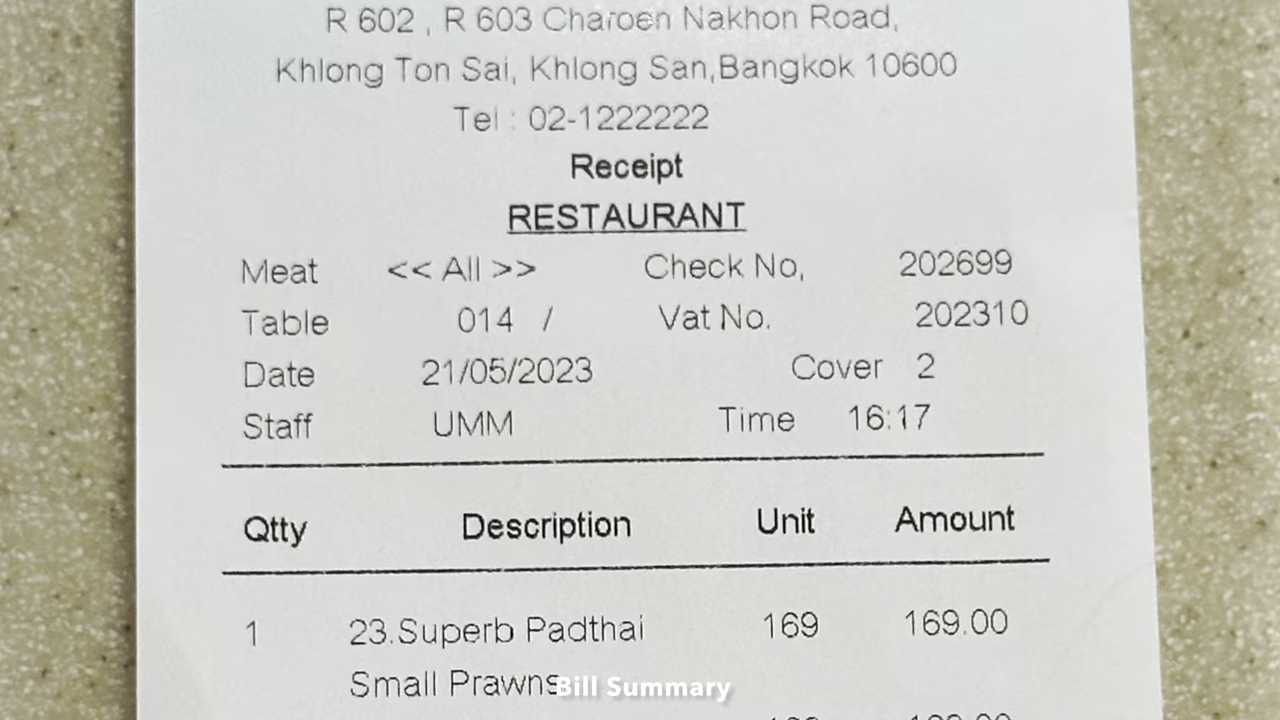 R 602 , R 603 Charoen Nakhon Road,
Khlong Ton Sai, Khlong San,Bangkok 10600
Tel : 02-1222222
Receipt
RESTAURANT
Meat << All >> Check No, 202699
Table 014 / Vat No. 202310
Date 21/05/2023 Cover 2
Staff UMM Time 16:17
Qtty Description Unit Amount
1 23.Superb Padthai 169 169.00
Small Prawns
Bill Summary